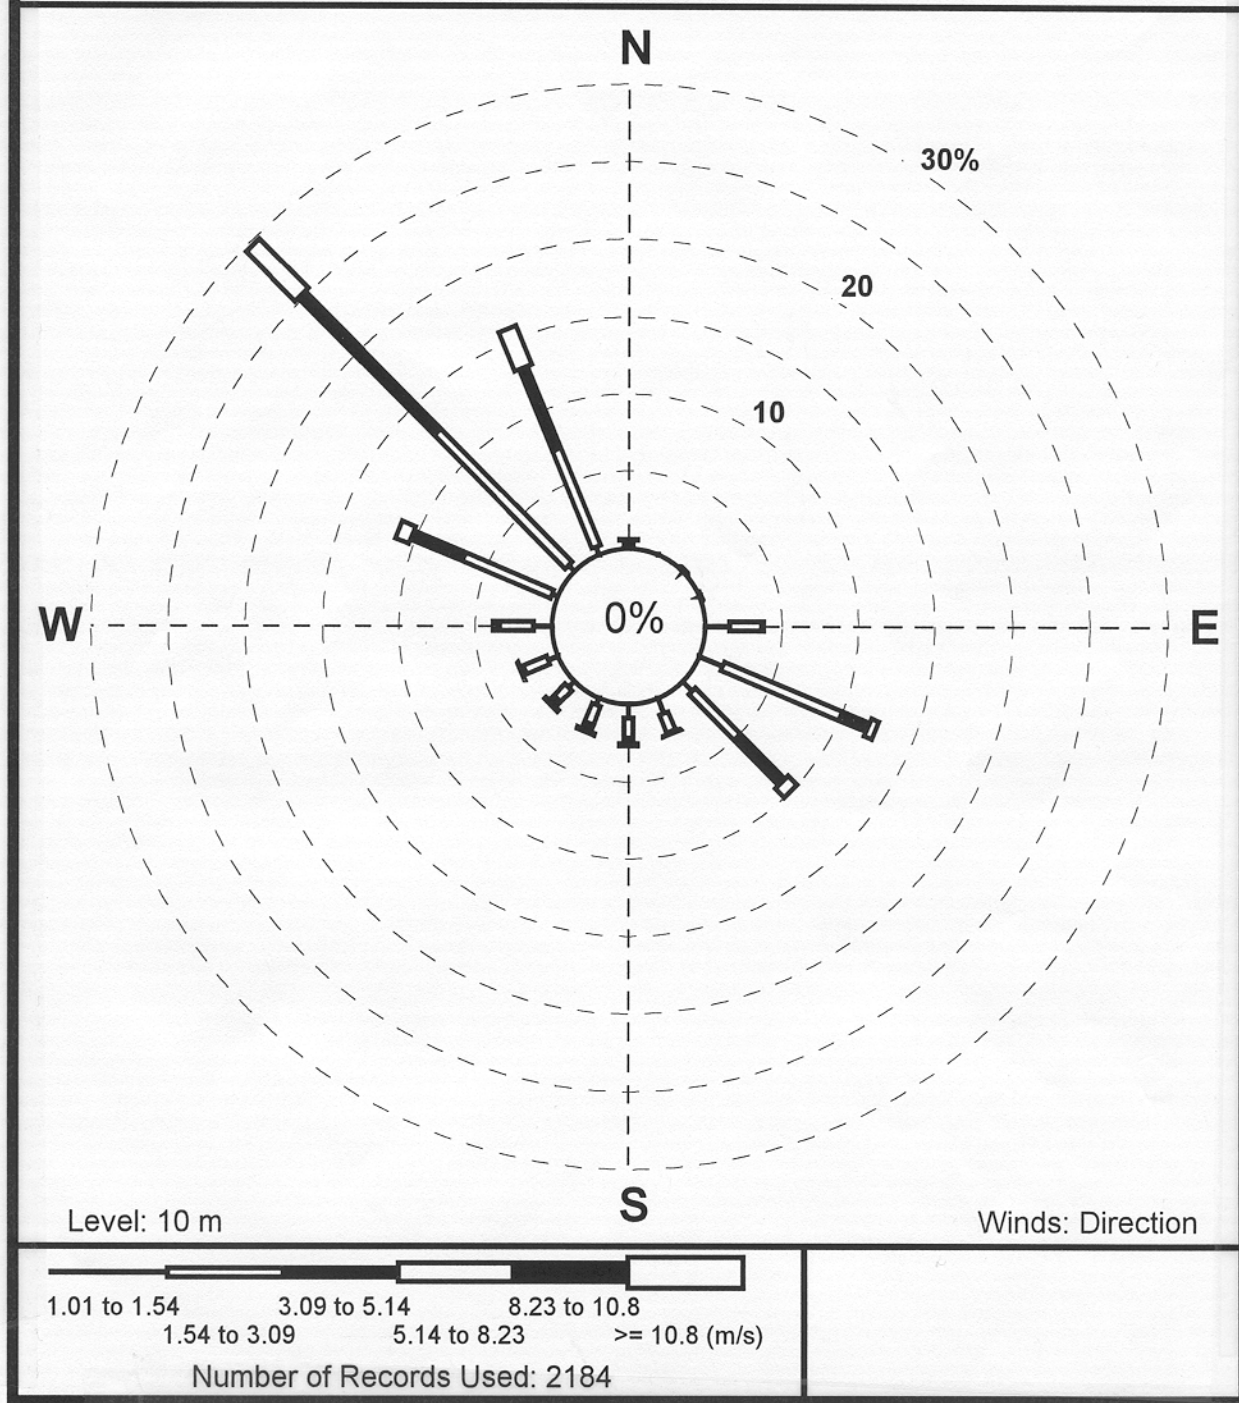 N
30%
20
10
W
0%
E
S
Level: 10 m
Winds: Direction
1.01 to 1.54
3.09 to 5.14
8.23 to 10.8
1.54 to 3.09
5.14 to 8.23
>= 10.8 (m/s)
Number of Records Used: 2184